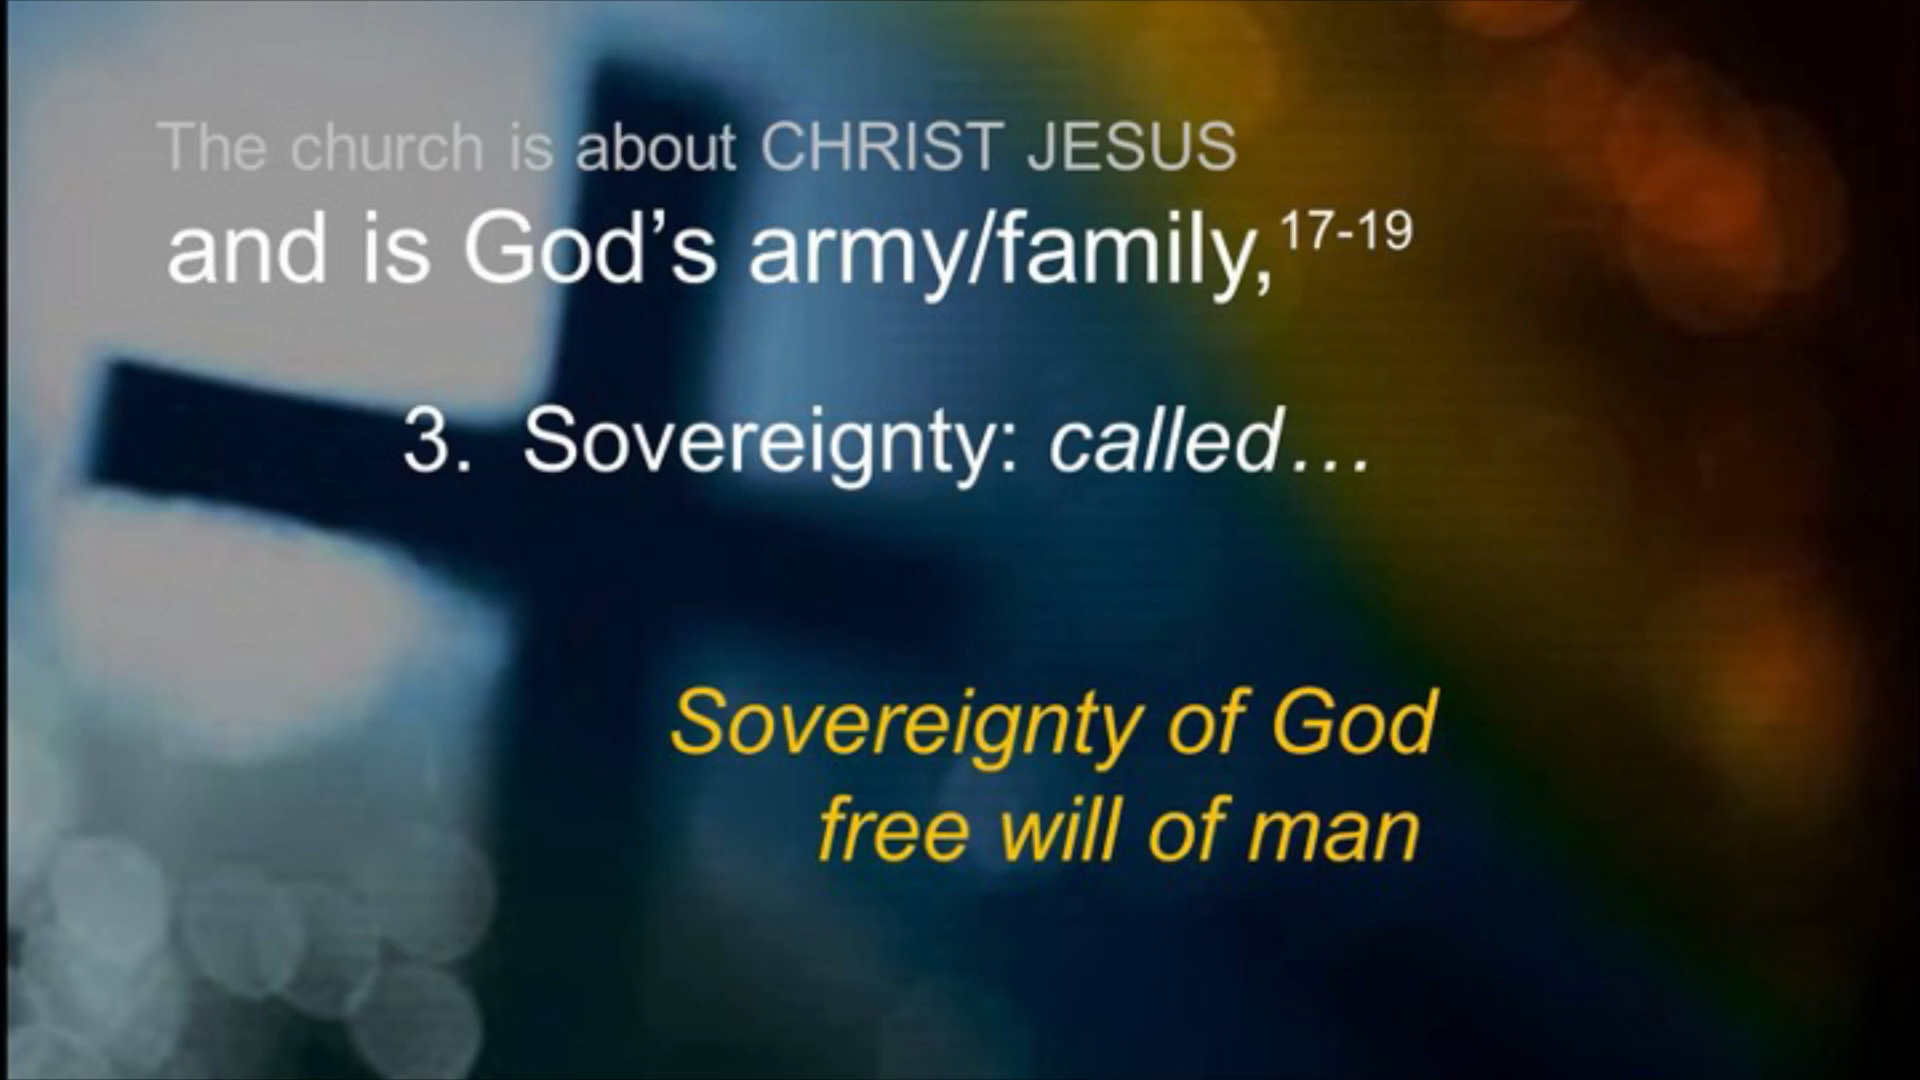 The church is about CHRIST JESUS
and is God’s army/family,17-19
3. Sovereignty: called…
Sovereignty of God
free will of man